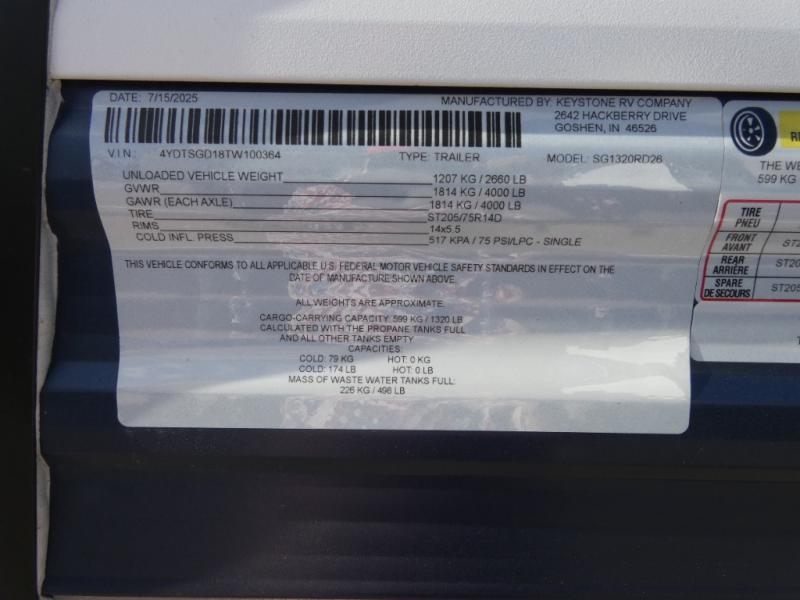 DATE: 7/15/2025
MANUFACTURED BY: KEYSTONE RV COMPANY
2642 HACKBERRY DRIVE
GOSHEN, IN 46526
V.I.N.: 4YDTSGD18TW100364 TYPE: TRAILER MODEL: SG1320RD26
UNLOADED VEHICLE WEIGHT 1207 KG / 2660 LB
GVWR 1814 KG / 4000 LB
GAWR (EACH AXLE) 1814 KG / 4000 LB
TIRE ST205/75R14D
RIMS 14x5.5
COLD INFL. PRESS 517 KPA / 75 PSI/LPC - SINGLE
THIS VEHICLE CONFORMS TO ALL APPLICABLE U.S. FEDERAL MOTOR VEHICLE SAFETY STANDARDS IN EFFECT ON THE
DATE OF MANUFACTURE SHOWN ABOVE.
ALL WEIGHTS ARE APPROXIMATE.
CARGO-CARRYING CAPACITY: 599 KG / 1320 LB
CALCULATED WITH THE PROPANE TANKS FULL
AND ALL OTHER TANKS EMPTY
CAPACITIES:
COLD: 79 KG HOT: 0 KG
COLD: 174 LB HOT: 0 LB
MASS OF WASTE WATER TANKS FULL:
226 KG / 498 LB
THE WE
599 KG
TIRE
PNEU
FRONT
AVANT
ST2
REAR
ARRIÈRE
ST20
SPARE
DE SECOURS
ST205